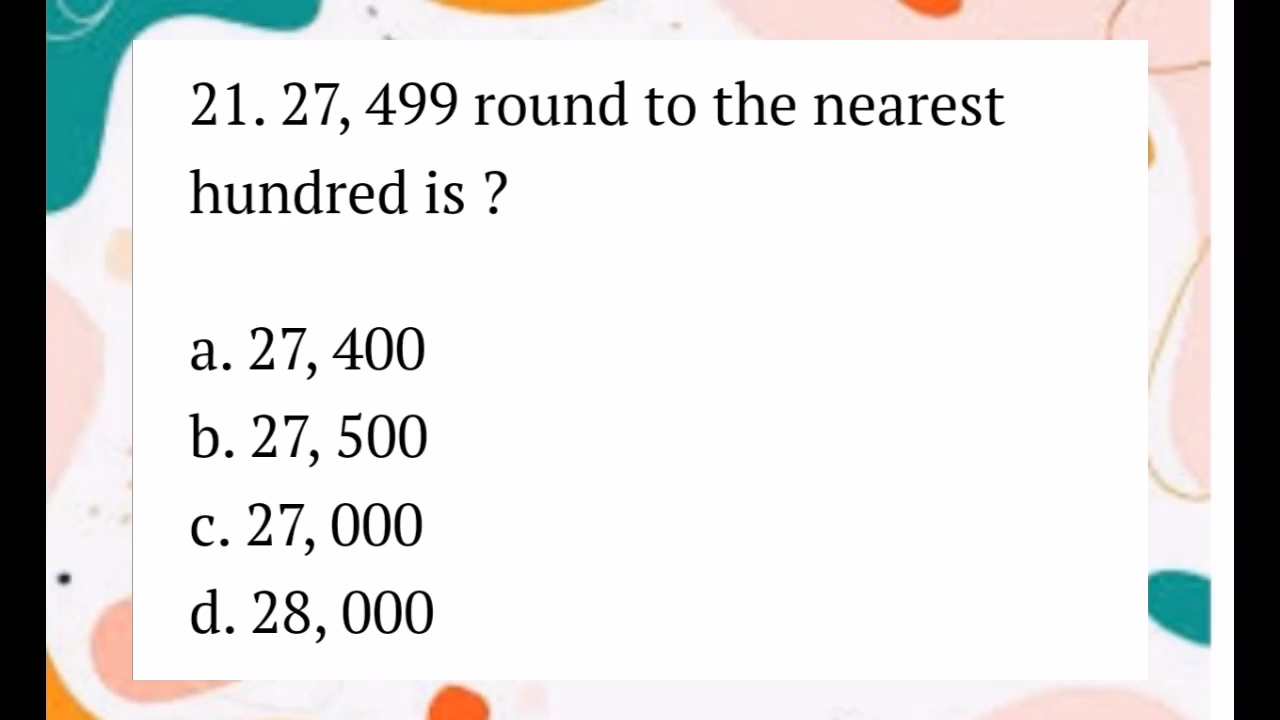 21. 27, 499 round to the nearest
hundred is ?
a. 27, 400
b. 27, 500
c. 27, 000
d. 28, 000